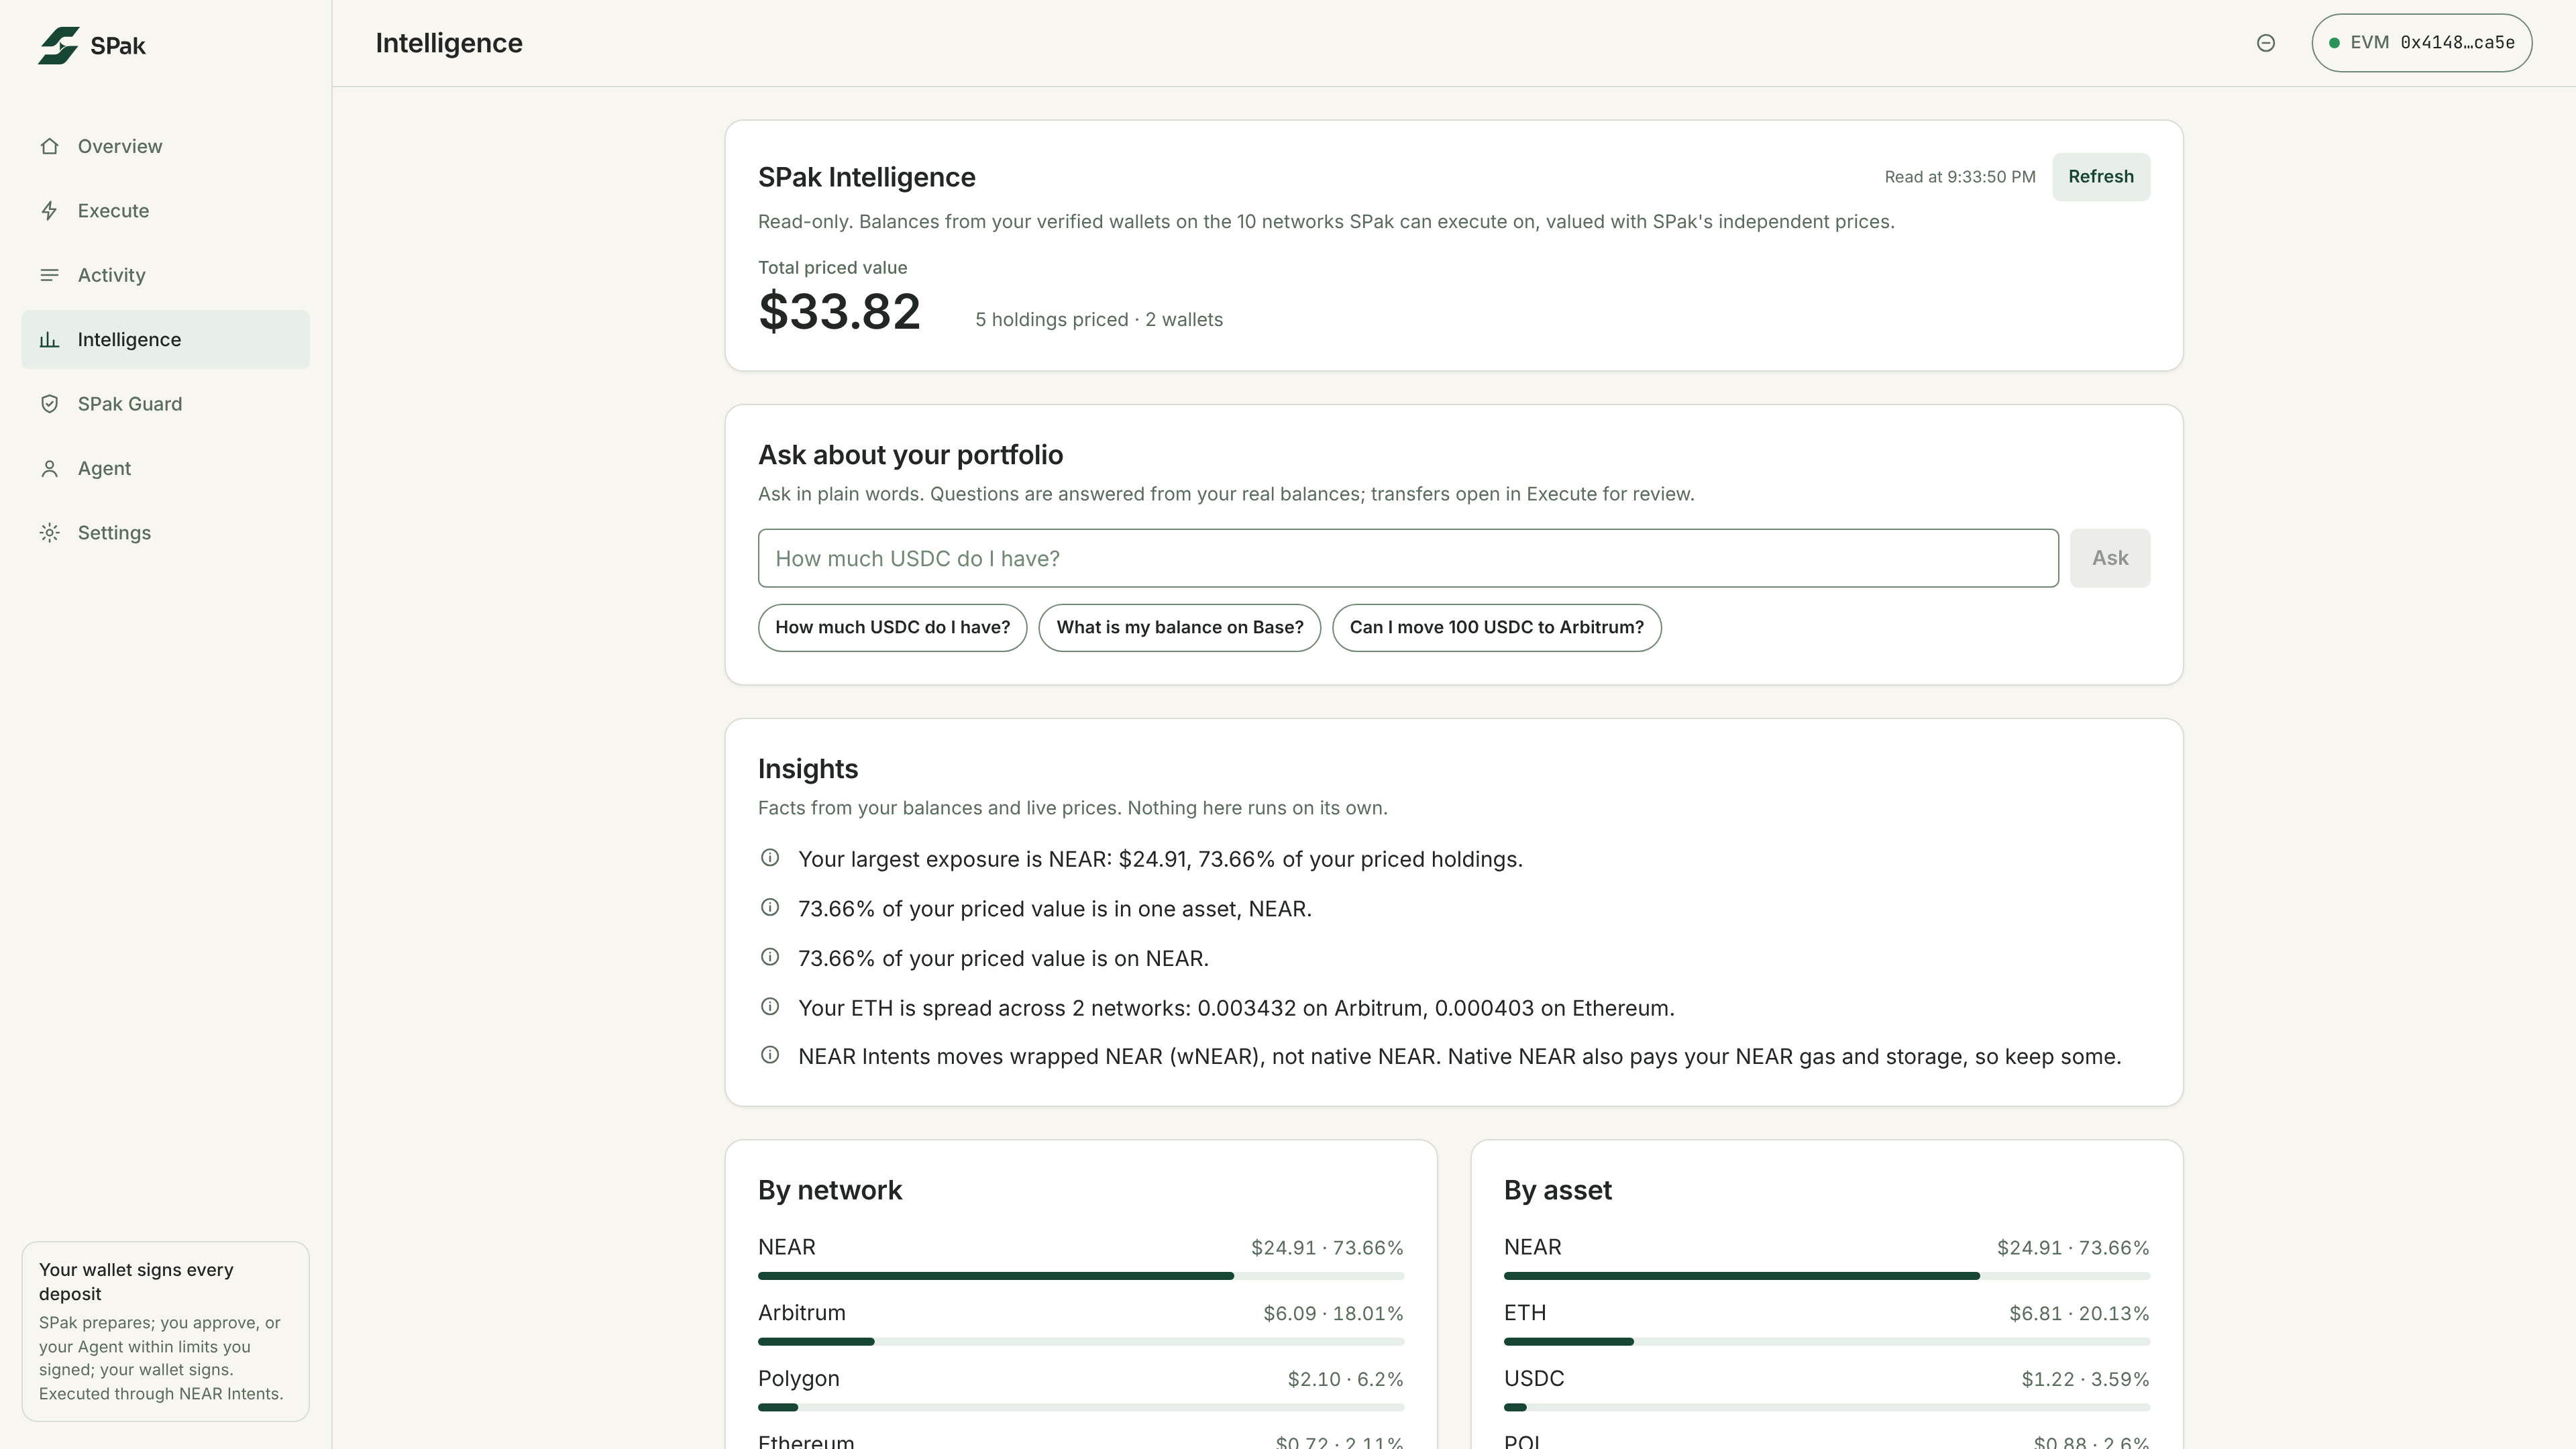 SPak
Overview
Execute
Activity
Intelligence
SPak Guard
Agent
Settings
Your wallet signs every
deposit
SPak prepares; you approve, or
your Agent within limits you
signed; your wallet signs.
Executed through NEAR Intents.
Intelligence
EVM 0x4148…ca5e
SPak Intelligence
Read at 9:33:50 PM
Refresh
Read-only. Balances from your verified wallets on the 10 networks SPak can execute on, valued with SPak's independent prices.
Total priced value
$33.82
5 holdings priced · 2 wallets
Ask about your portfolio
Ask in plain words. Questions are answered from your real balances; transfers open in Execute for review.
How much USDC do I have?
Ask
How much USDC do I have?
What is my balance on Base?
Can I move 100 USDC to Arbitrum?
Insights
Facts from your balances and live prices. Nothing here runs on its own.
Your largest exposure is NEAR: $24.91, 73.66% of your priced holdings.
73.66% of your priced value is in one asset, NEAR.
73.66% of your priced value is on NEAR.
Your ETH is spread across 2 networks: 0.003432 on Arbitrum, 0.000403 on Ethereum.
NEAR Intents moves wrapped NEAR (wNEAR), not native NEAR. Native NEAR also pays your NEAR gas and storage, so keep some.
By network
NEAR $24.91 · 73.66%
Arbitrum $6.09 · 18.01%
Polygon $2.10 · 6.2%
Ethereum $0.72 · 2.11%
By asset
NEAR $24.91 · 73.66%
ETH $6.81 · 20.13%
USDC $1.22 · 3.59%
POL $0.88 · 2.6%